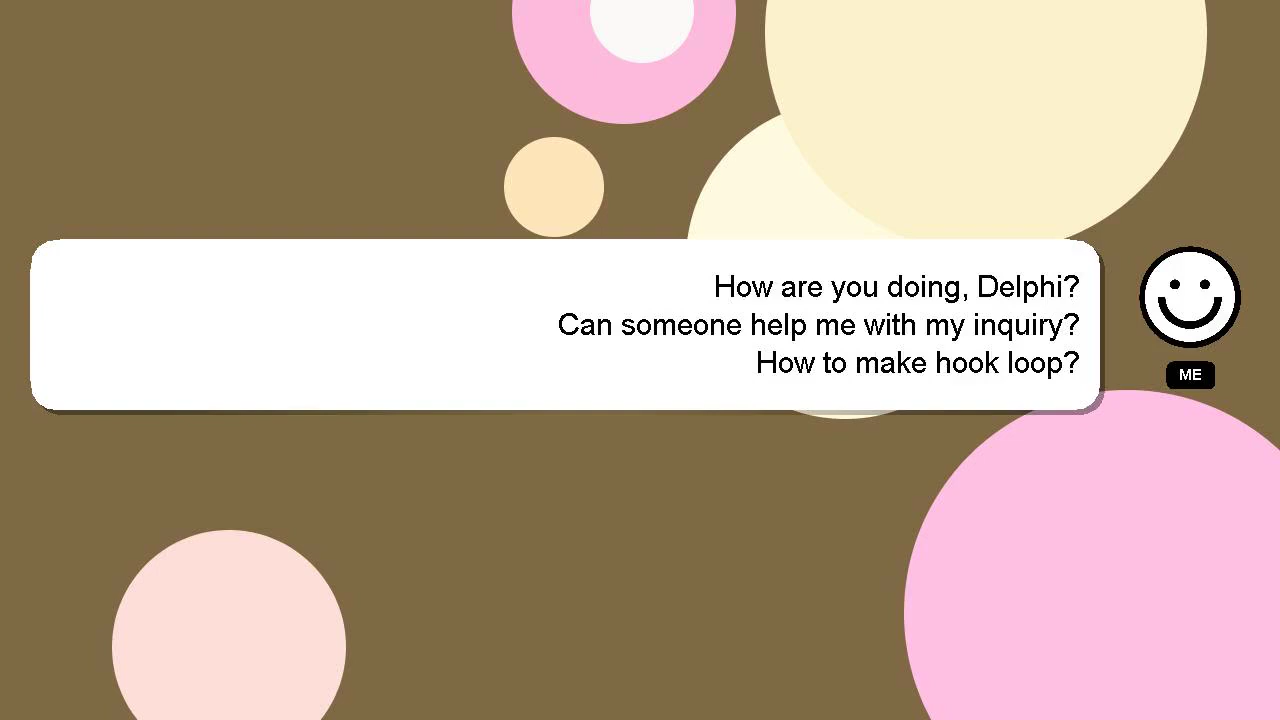 How are you doing, Delphi?
Can someone help me with my inquiry?
How to make hook loop?
ME